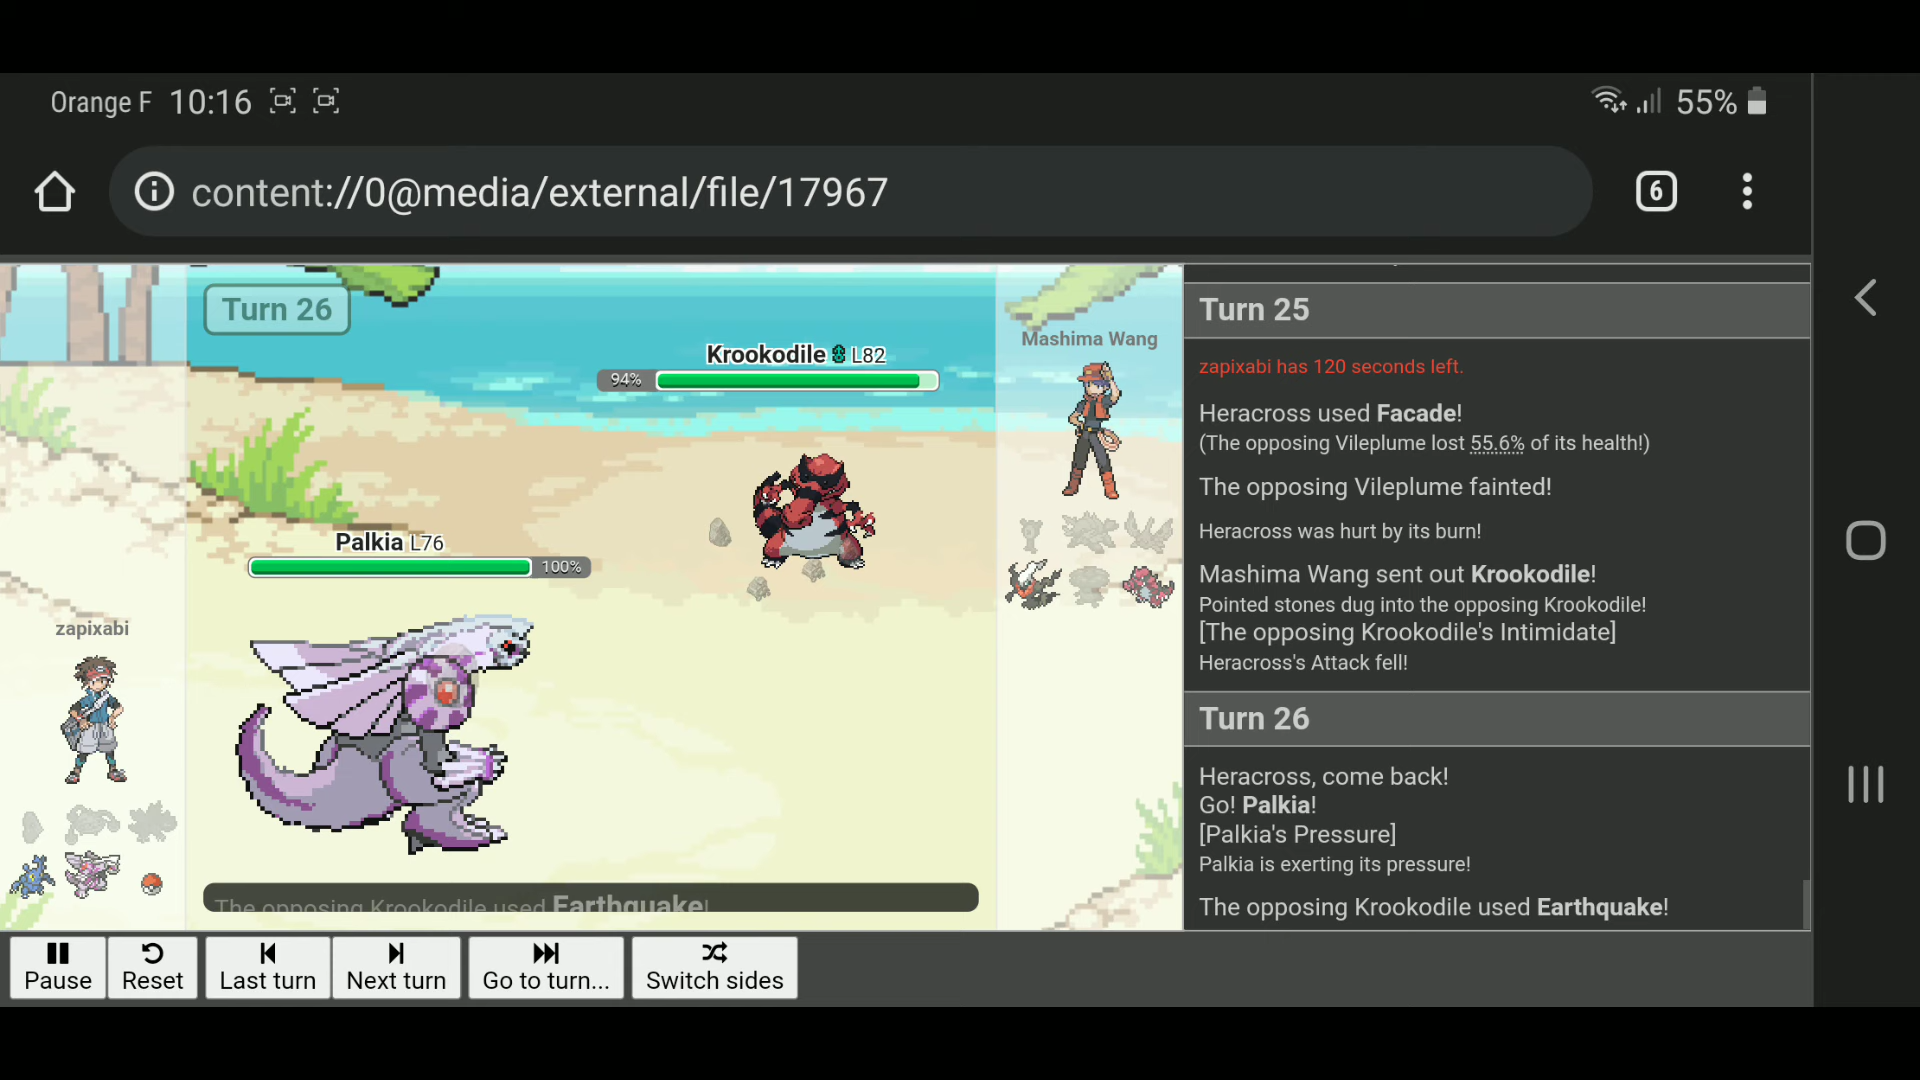 Orange F 10:16
55%
content://0@media/external/file/17967
6
Turn 26
Krookodile L82
94%
Mashima Wang
Palkia L76
100%
zapixabi
The opposing Krookodile used Earthquake!
Turn 25
zapixabi has 120 seconds left.
Heracross used Facade!
(The opposing Vileplume lost 55.6% of its health!)
The opposing Vileplume fainted!
Heracross was hurt by its burn!
Mashima Wang sent out Krookodile!
Pointed stones dug into the opposing Krookodile!
[The opposing Krookodile's Intimidate]
Heracross's Attack fell!
Turn 26
Heracross, come back!
Go! Palkia!
[Palkia's Pressure]
Palkia is exerting its pressure!
The opposing Krookodile used Earthquake!
Pause
Reset
Last turn
Next turn
Go to turn...
Switch sides